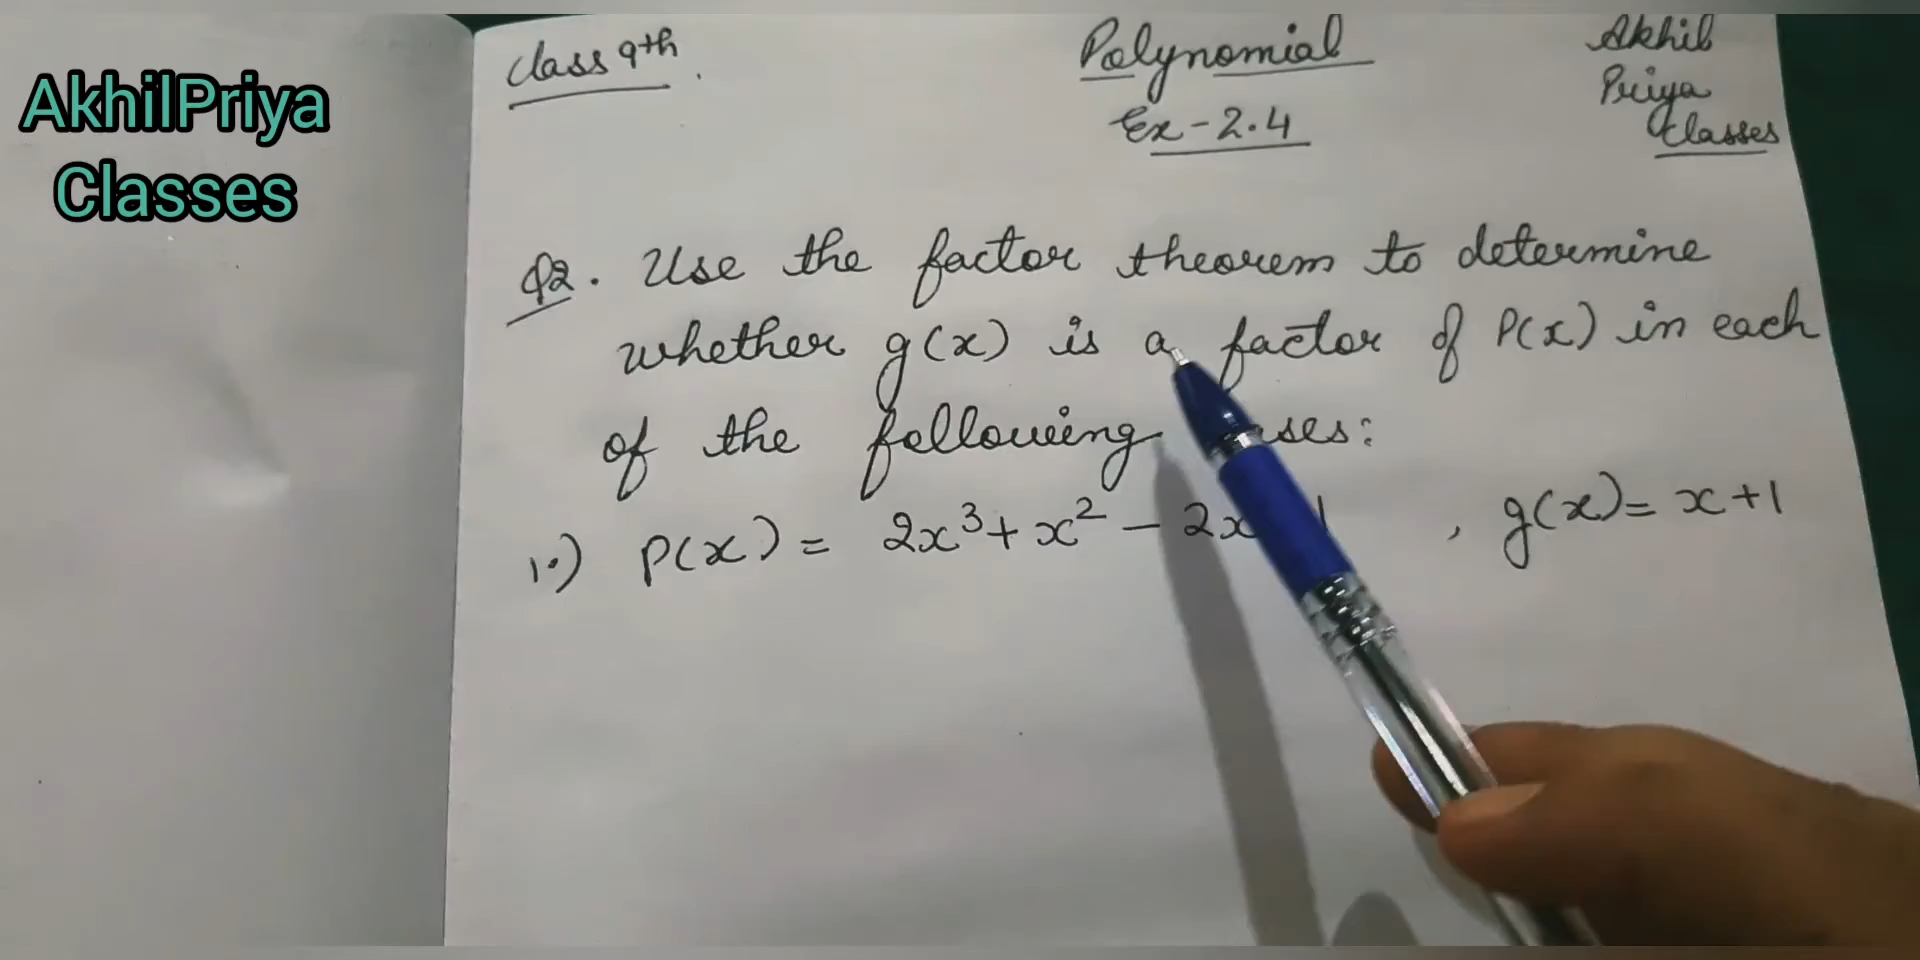 AkhilPriya
Classes
Class 9th
Polynomial
Ex-2.4
Akhil
Priya
Classes
Q2. Use the factor theorem to determine
whether g(x) is a factor of P(x) in each
of the following
1.) P(x) = 2x³+x² - 2x 1 , g(x)= x+1